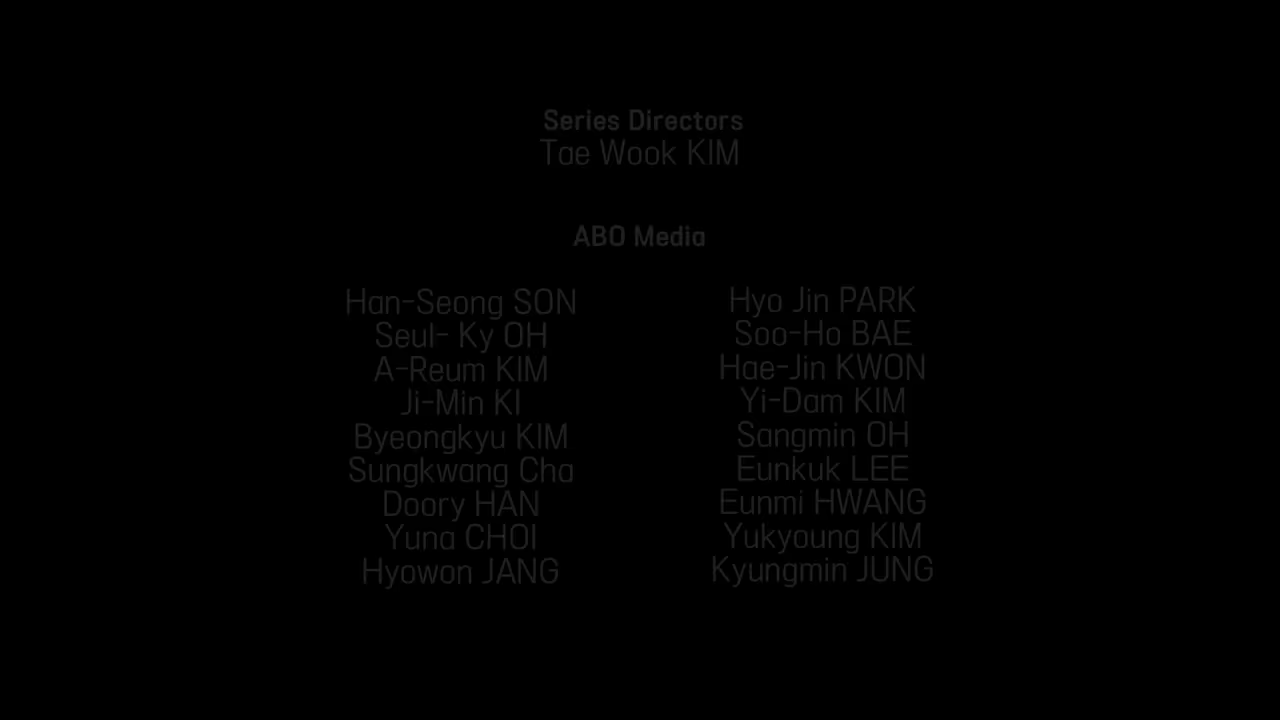 Series Directors
Tae Wook KIM
ABO Media
Han-Seong SON
Seul- Ky OH
A-Reum KIM
Ji-Min KI
Byeongkyu KIM
Sungkwang Cha
Doory HAN
Yuna CHOI
Hyowon JANG
Hyo Jin PARK
Soo-Ho BAE
Hae-Jin KWON
Yi-Dam KIM
Sangmin OH
Eunkuk LEE
Eunmi HWANG
Yukyoung KIM
Kyungmin JUNG